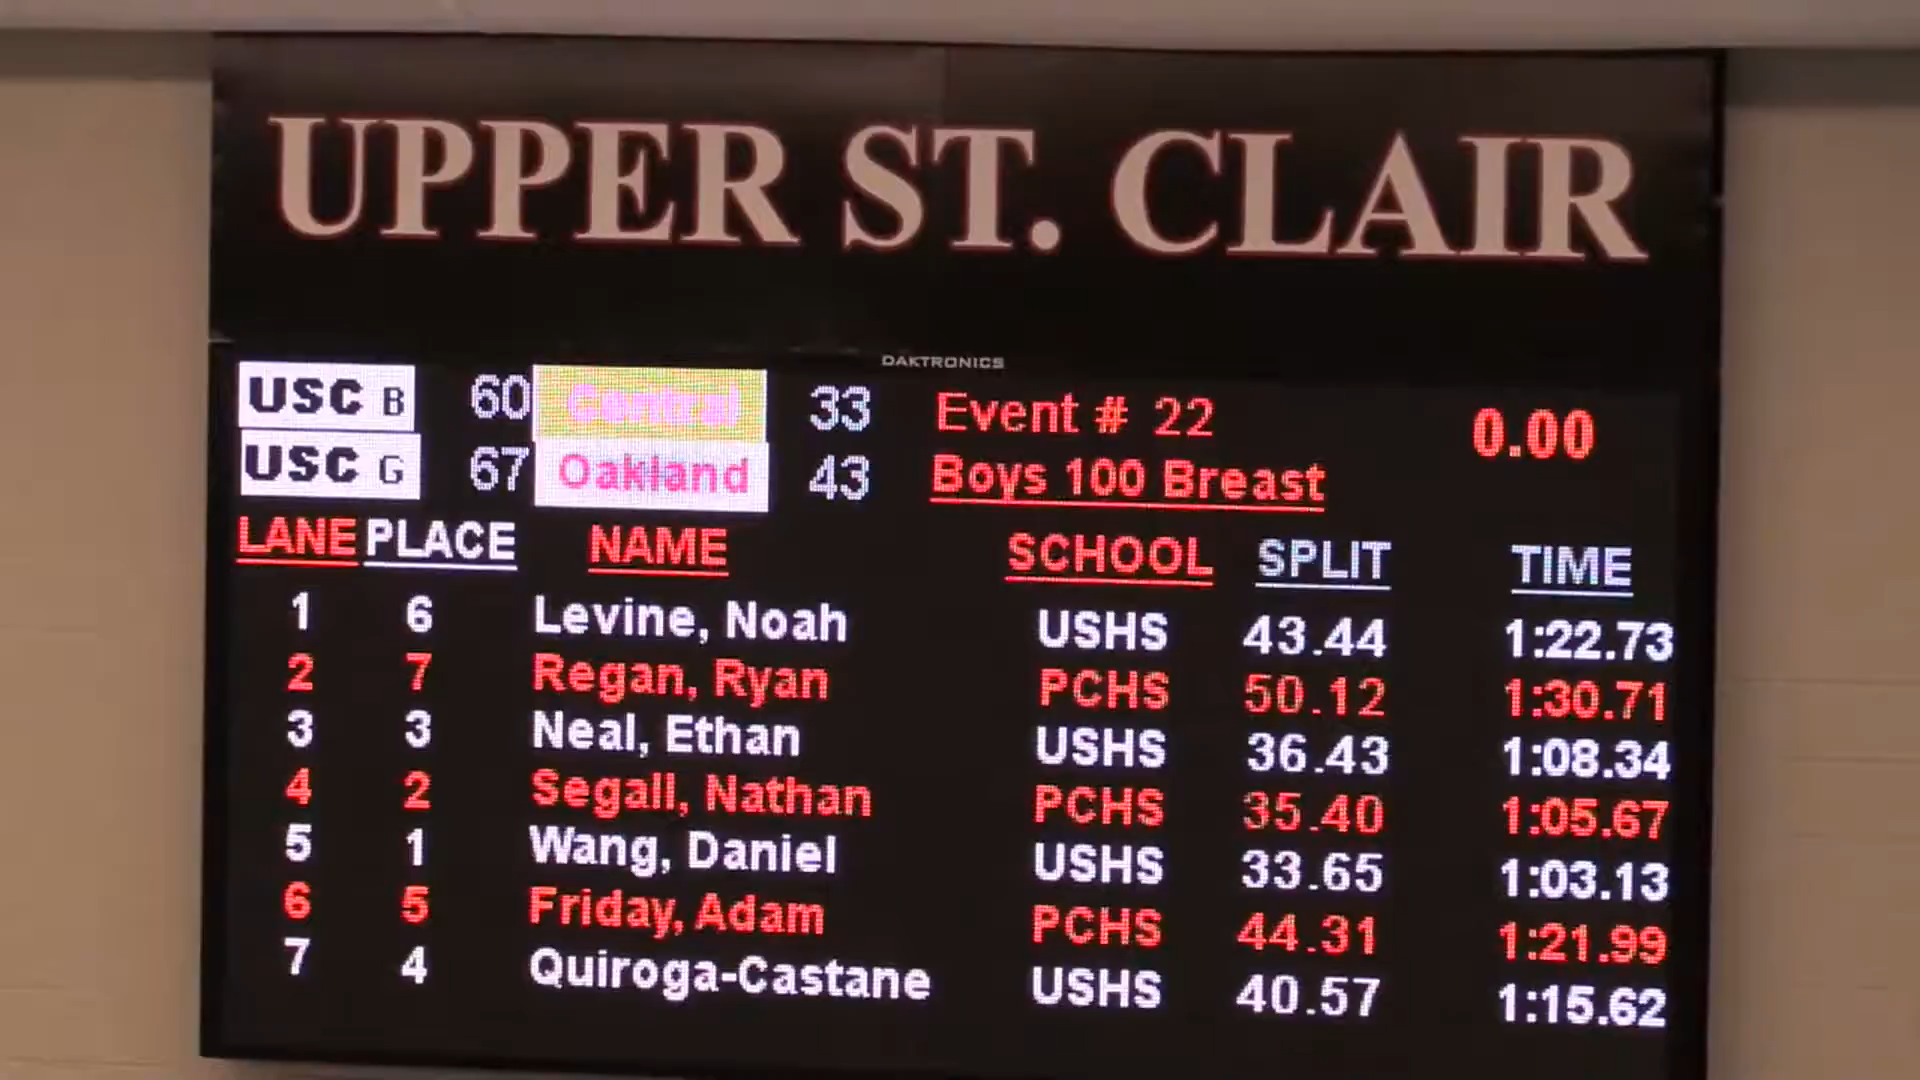 UPPER ST. CLAIR
DAKTRONICS
USC B 60 Central 33 Event # 22 0.00
USC G 67 Oakland 43 Boys 100 Breast
LANE PLACE NAME SCHOOL SPLIT TIME
1 6 Levine, Noah USHS 43.44 1:22.73
2 7 Regan, Ryan PCHS 50.12 1:30.71
3 3 Neal, Ethan USHS 36.43 1:08.34
4 2 Segall, Nathan PCHS 35.40 1:05.67
5 1 Wang, Daniel USHS 33.65 1:03.13
6 5 Friday, Adam PCHS 44.31 1:21.99
7 4 Quiroga-Castane USHS 40.57 1:15.62